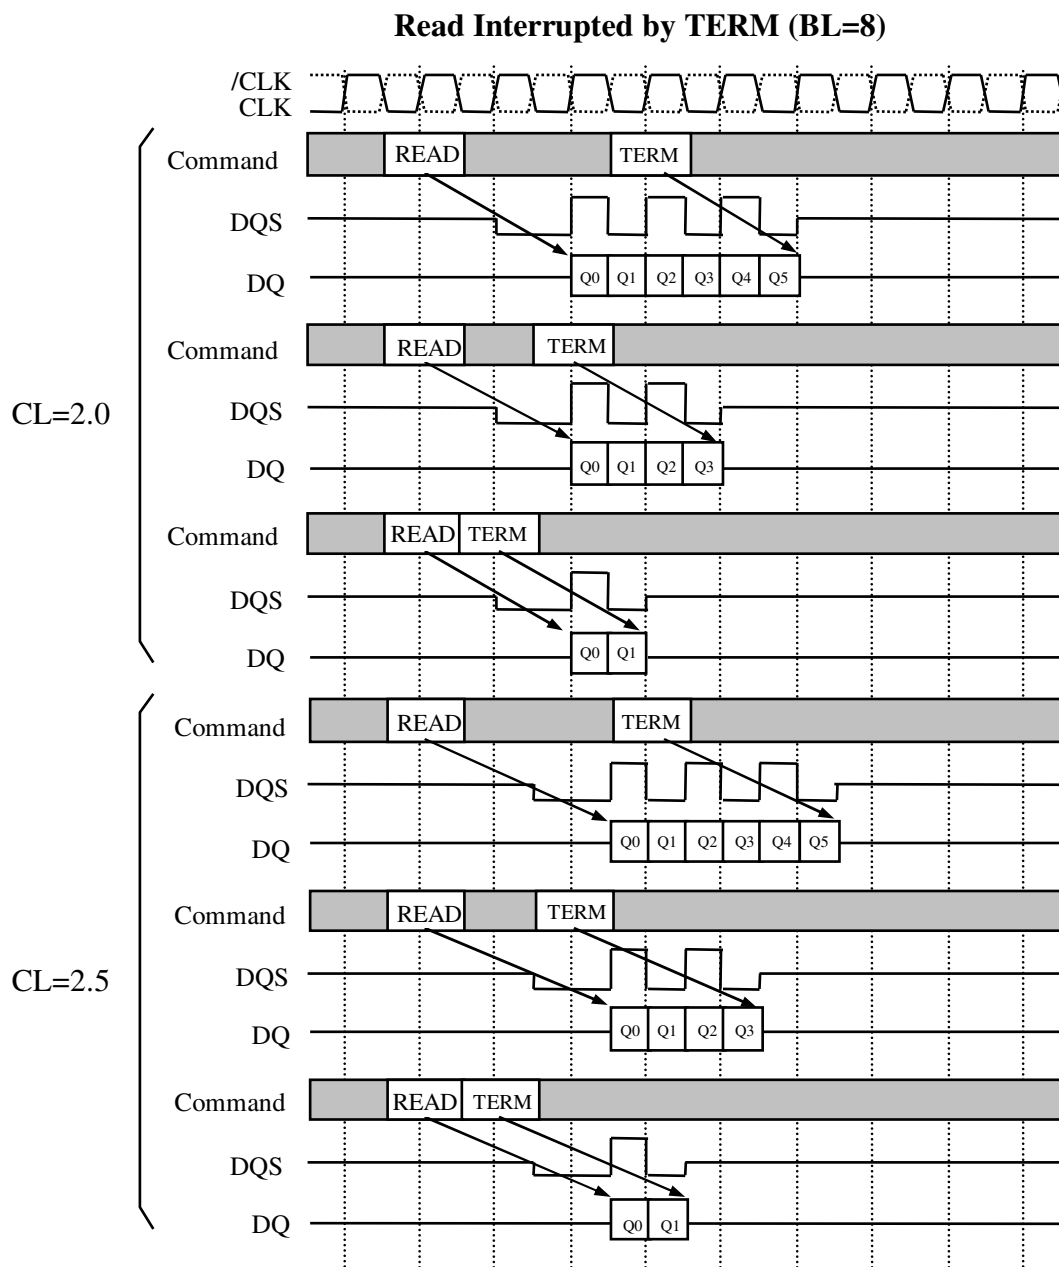 Read Interrupted by TERM (BL=8)
/CLK
CLK
Command READ TERM
DQS
DQ Q0 Q1 Q2 Q3 Q4 Q5
Command READ TERM
CL=2.0 DQS
DQ Q0 Q1 Q2 Q3
Command READ TERM
DQS
DQ Q0 Q1
Command READ TERM
DQS
DQ Q0 Q1 Q2 Q3 Q4 Q5
Command READ TERM
CL=2.5 DQS
DQ Q0 Q1 Q2 Q3
Command READ TERM
DQS
DQ Q0 Q1